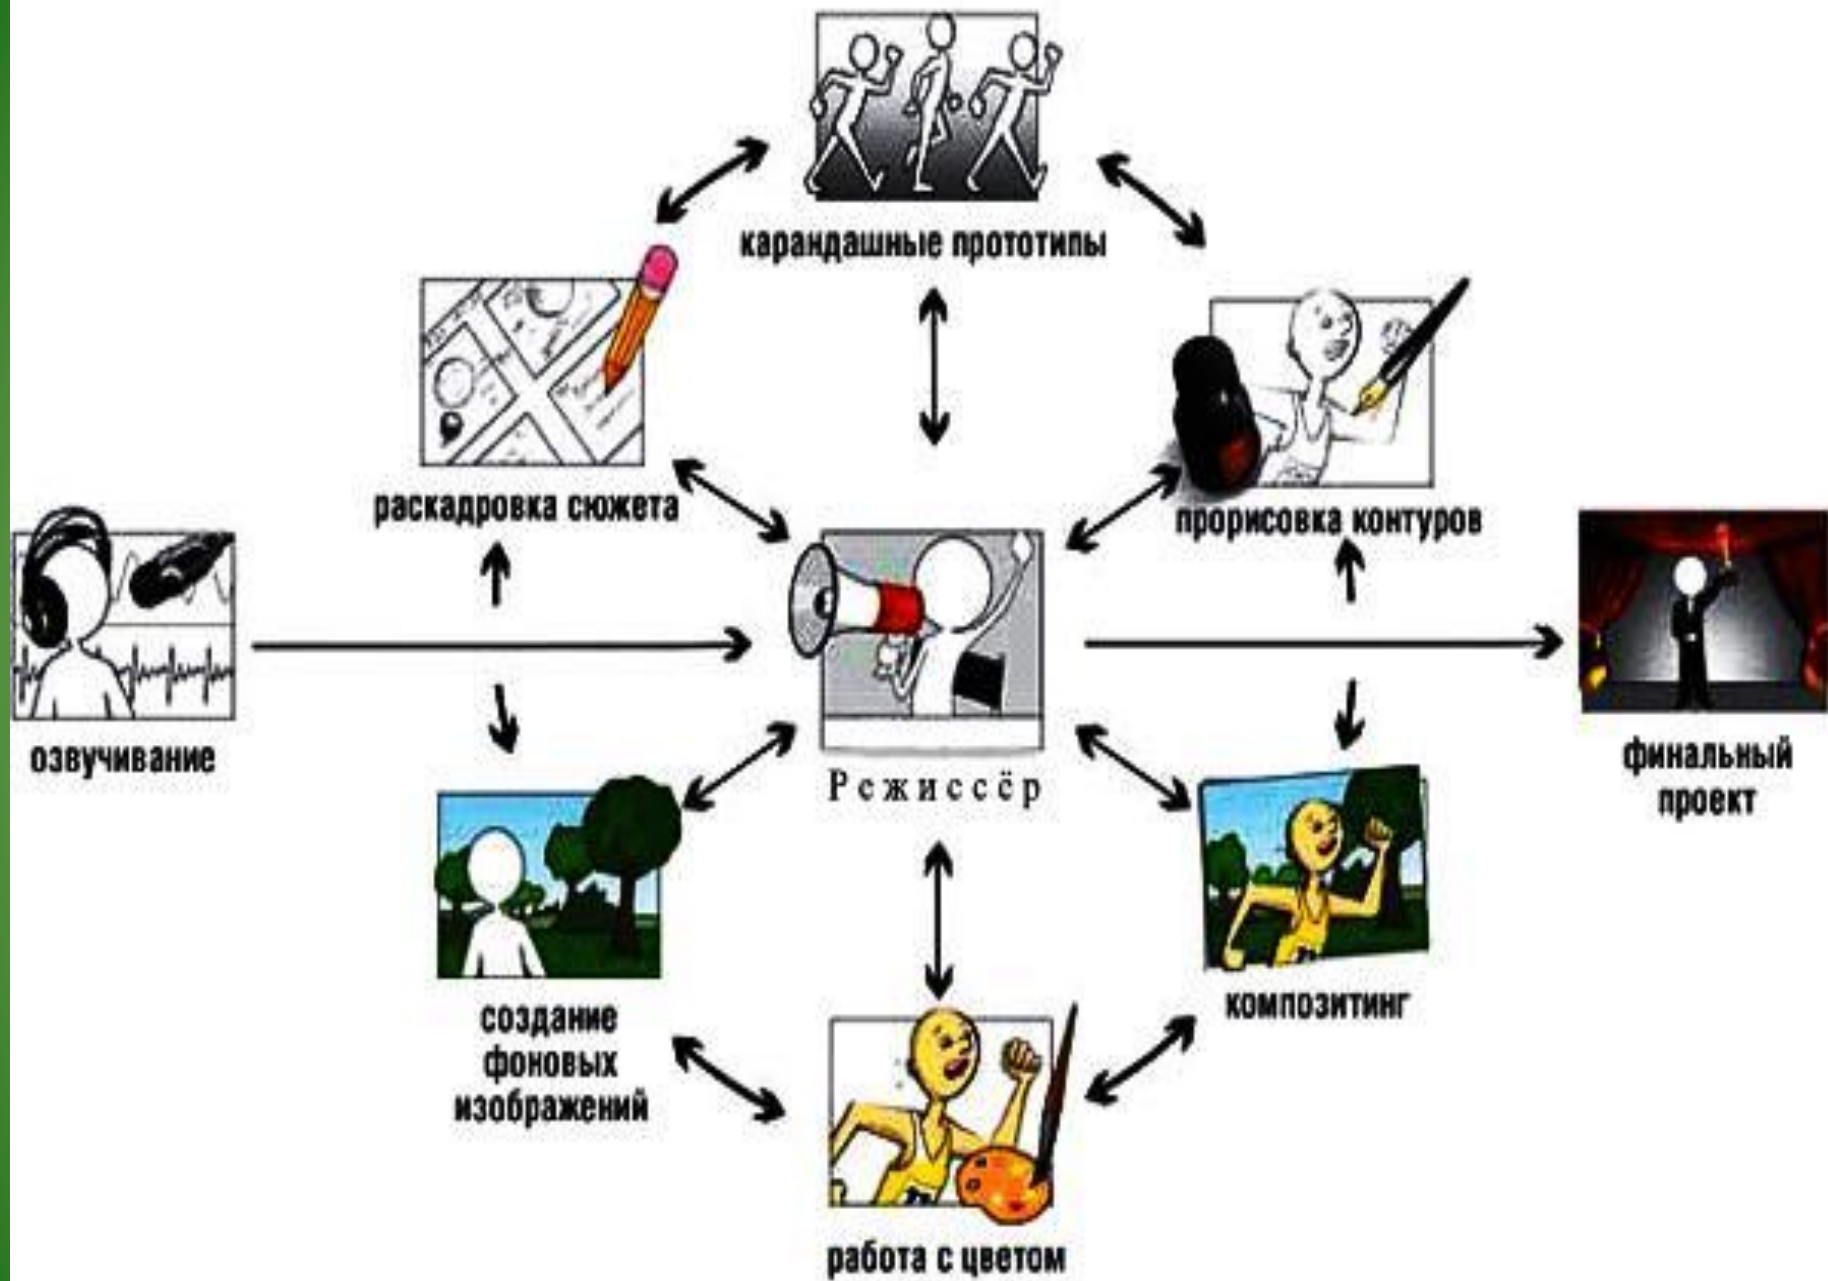 карандашные прототипы
раскадровка сюжета
прорисовка контуров
озвучивание
Режиссёр
финальный
проект
создание
фоновых
изображений
композитинг
работа с цветом